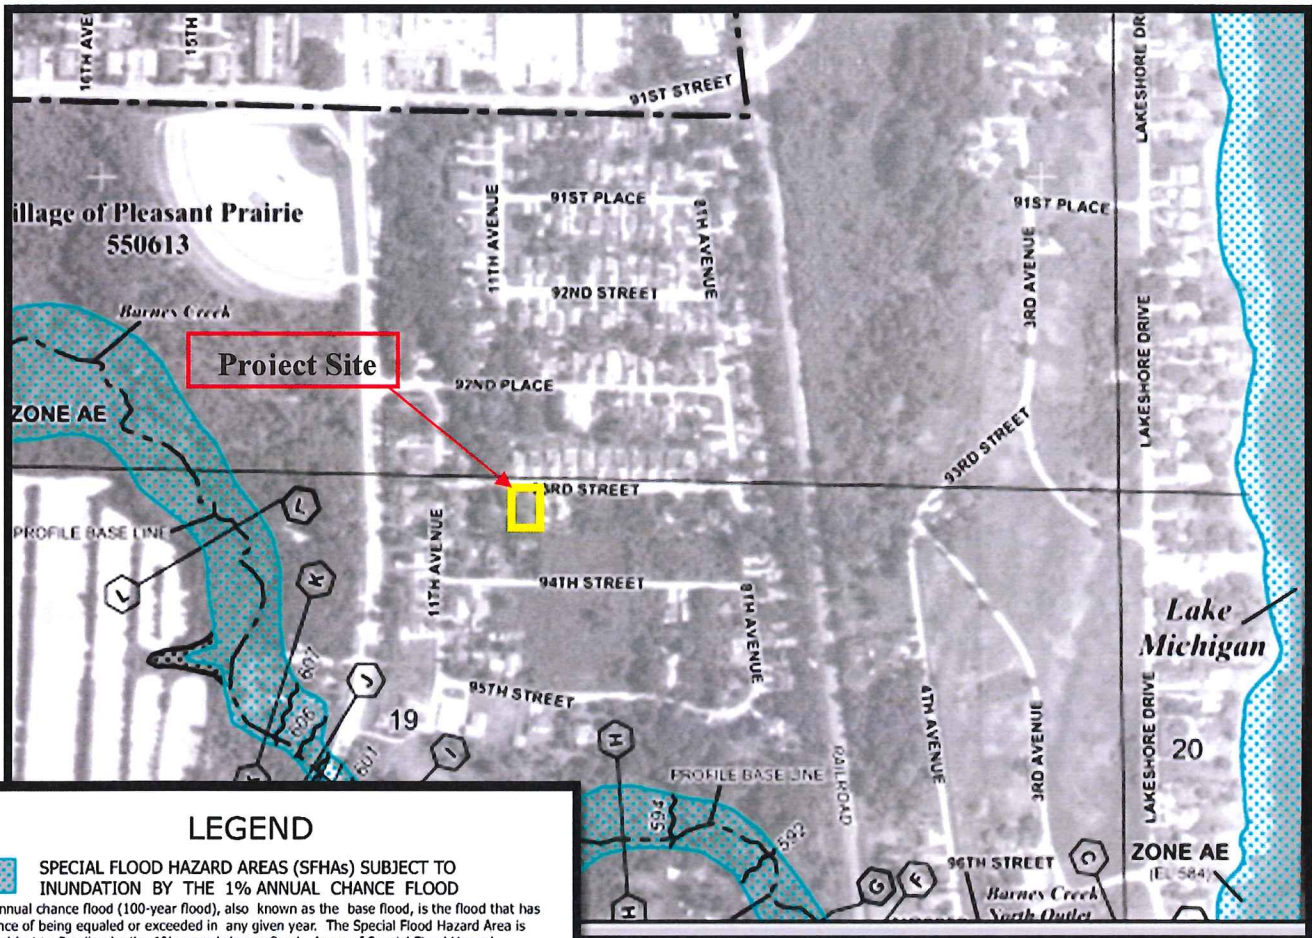 16TH AVE
15TH
91ST STREET
LAKESHORE DR
illage of Pleasant Prairie
550613
11TH AVENUE
91ST PLACE
8TH AVENUE
92ND STREET
91ST PLACE
3RD AVENUE
LAKESHORE DRIVE
Barnes Creek
Project Site
92ND PLACE
ZONE AE
93RD STREET
3RD STREET
PROFILE BASE LINE
L
L
K
11TH AVENUE
94TH STREET
8TH AVENUE
Lake
Michigan
607
J
606
601
19
95TH STREET
I
H
4TH AVENUE
3RD AVENUE
LAKESHORE DRIVE
20
RAILROAD
PROFILE BASE LINE
594
592
H
G
F
96TH STREET
C
ZONE AE
(EL 584)
Barnes Creek
North Outlet
LEGEND
SPECIAL FLOOD HAZARD AREAS (SFHAs) SUBJECT TO
INUNDATION BY THE 1% ANNUAL CHANCE FLOOD
nnual chance flood (100-year flood), also known as the base flood, is the flood that has
nce of being equaled or exceeded in any given year. The Special Flood Hazard Area is